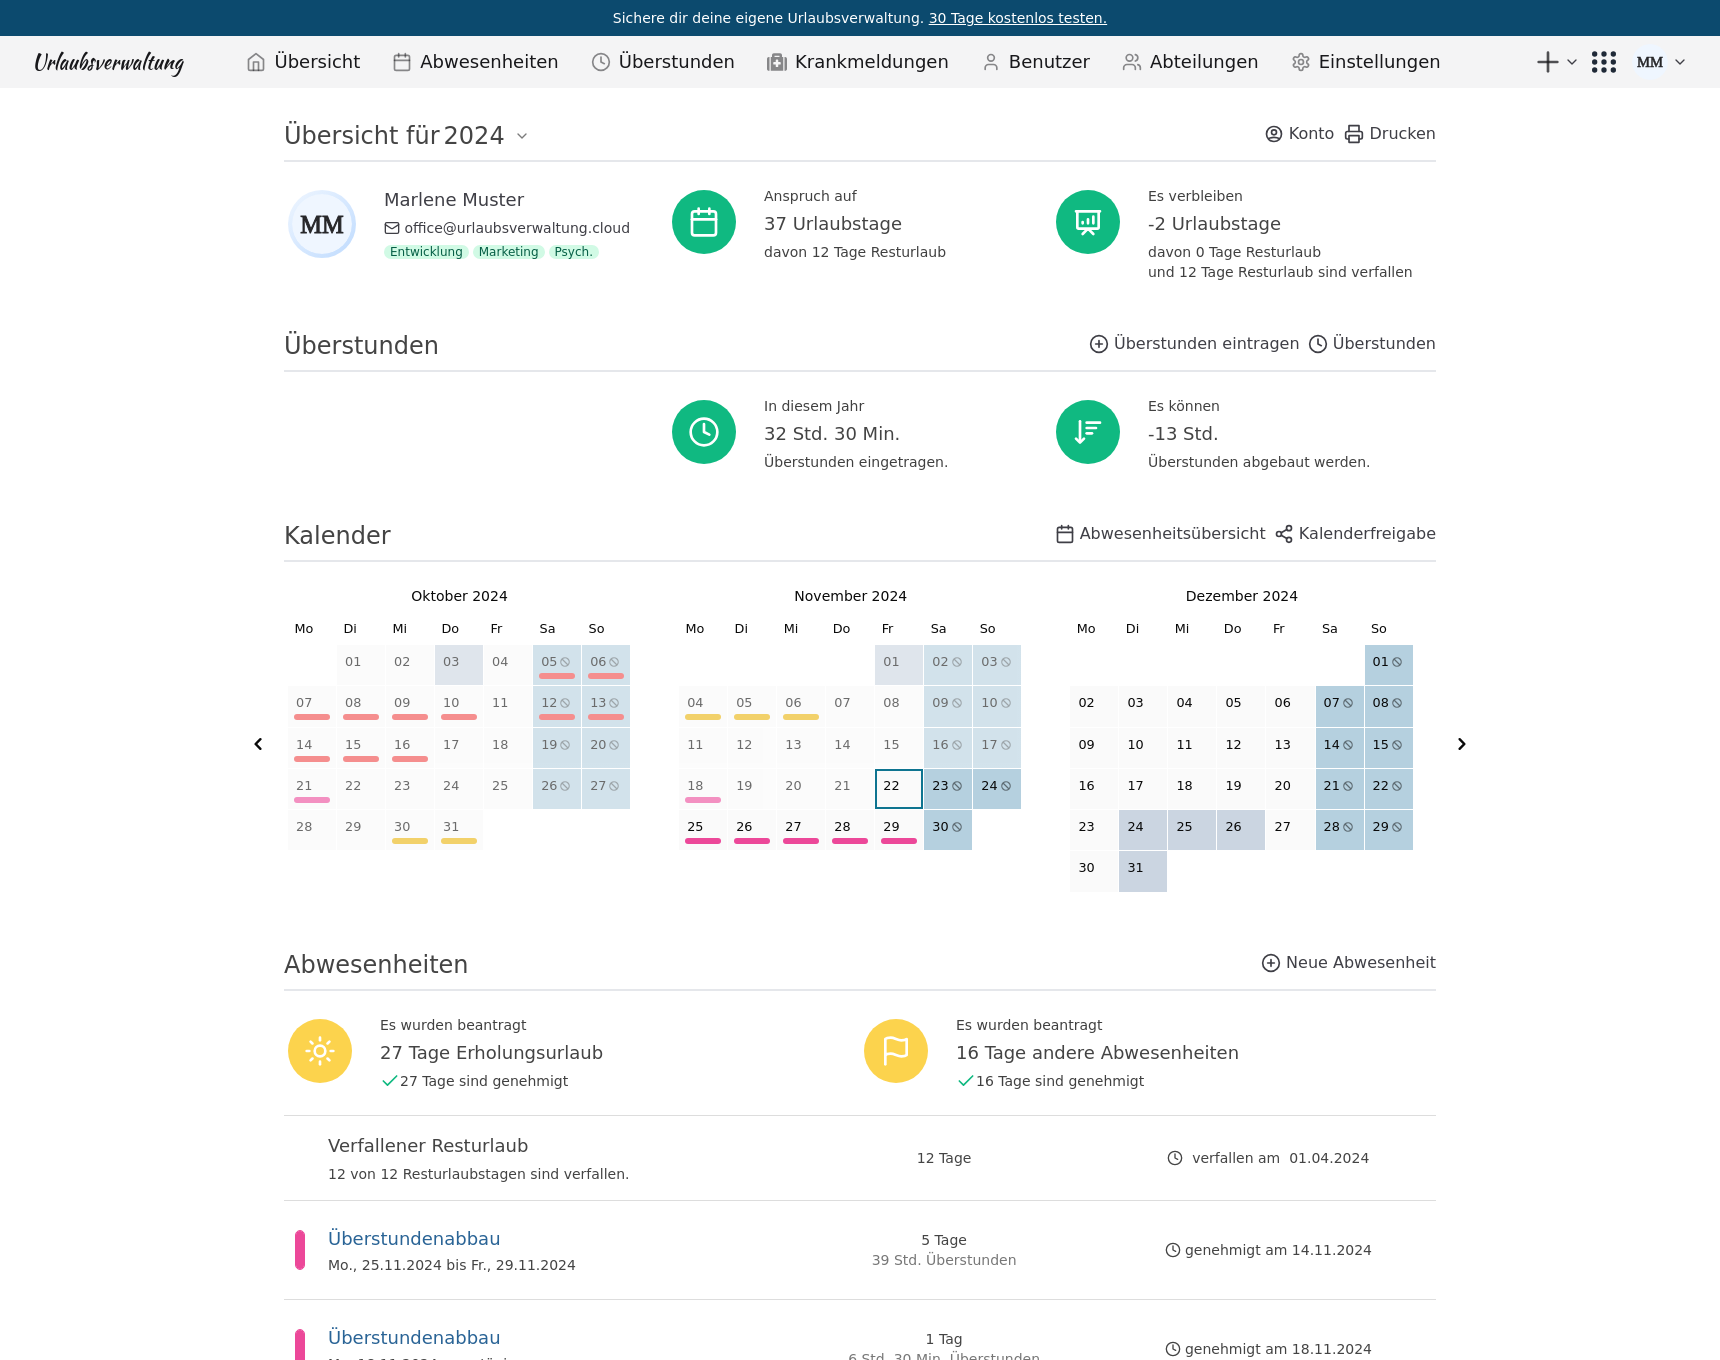 Sichere dir deine eigene Urlaubsverwaltung. 30 Tage kostenlos testen.
Urlaubsverwaltung Übersicht Abwesenheiten Überstunden Krankmeldungen Benutzer Abteilungen Einstellungen MM
Übersicht für 2024 Konto Drucken
MM
Marlene Muster
office@urlaubsverwaltung.cloud
Entwicklung Marketing Psych.
Anspruch auf
37 Urlaubstage
davon 12 Tage Resturlaub
Es verbleiben
-2 Urlaubstage
davon 0 Tage Resturlaub
und 12 Tage Resturlaub sind verfallen
Überstunden Überstunden eintragen Überstunden
In diesem Jahr
32 Std. 30 Min.
Überstunden eingetragen.
Es können
-13 Std.
Überstunden abgebaut werden.
Kalender Abwesenheitsübersicht Kalenderfreigabe
Oktober 2024
Mo Di Mi Do Fr Sa So
01 02 03 04 05 06
07 08 09 10 11 12 13
14 15 16 17 18 19 20
21 22 23 24 25 26 27
28 29 30 31
November 2024
Mo Di Mi Do Fr Sa So
01 02 03
04 05 06 07 08 09 10
11 12 13 14 15 16 17
18 19 20 21 22 23 24
25 26 27 28 29 30
Dezember 2024
Mo Di Mi Do Fr Sa So
01
02 03 04 05 06 07 08
09 10 11 12 13 14 15
16 17 18 19 20 21 22
23 24 25 26 27 28 29
30 31
Abwesenheiten Neue Abwesenheit
Es wurden beantragt
27 Tage Erholungsurlaub
27 Tage sind genehmigt
Es wurden beantragt
16 Tage andere Abwesenheiten
16 Tage sind genehmigt
Verfallener Resturlaub
12 von 12 Resturlaubstagen sind verfallen.
12 Tage
verfallen am 01.04.2024
Überstundenabbau
Mo., 25.11.2024 bis Fr., 29.11.2024
5 Tage
39 Std. Überstunden
genehmigt am 14.11.2024
Überstundenabbau
1 Tag
6 Std. 30 Min. Überstunden
genehmigt am 18.11.2024